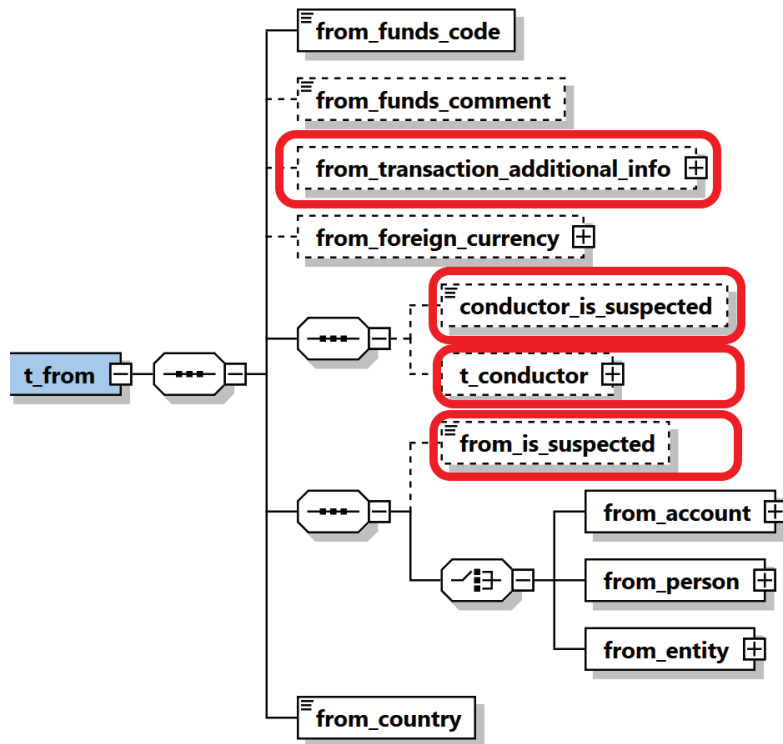 from_funds_code
from_funds_comment
from_transaction_additional_info
from_foreign_currency
conductor_is_suspected
t_from
t_conductor
from_is_suspected
from_account
from_person
from_entity
from_country